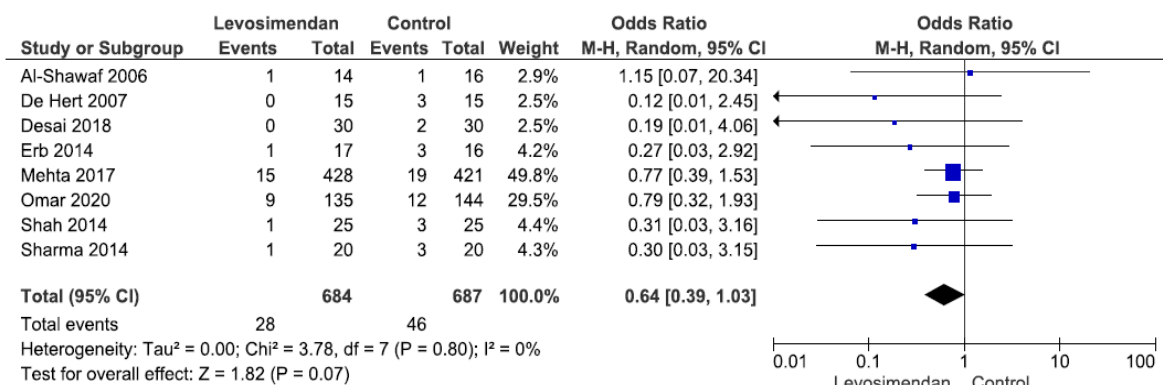 Levosimendan Control Odds Ratio Odds Ratio
Study or Subgroup Events Total Events Total Weight M-H, Random, 95% CI M-H, Random, 95% CI
Al-Shawaf 2006 1 14 1 16 2.9% 1.15 [0.07, 20.34]
De Hert 2007 0 15 3 15 2.5% 0.12 [0.01, 2.45]
Desai 2018 0 30 2 30 2.5% 0.19 [0.01, 4.06]
Erb 2014 1 17 3 16 4.2% 0.27 [0.03, 2.92]
Mehta 2017 15 428 19 421 49.8% 0.77 [0.39, 1.53]
Omar 2020 9 135 12 144 29.5% 0.79 [0.32, 1.93]
Shah 2014 1 25 3 25 4.4% 0.31 [0.03, 3.16]
Sharma 2014 1 20 3 20 4.3% 0.30 [0.03, 3.15]
Total (95% CI) 684 687 100.0% 0.64 [0.39, 1.03]
Total events 28 46
Heterogeneity: Tau² = 0.00; Chi² = 3.78, df = 7 (P = 0.80); I² = 0%
Test for overall effect: Z = 1.82 (P = 0.07)
0.01 0.1 1 10 100
Levosimendan Control